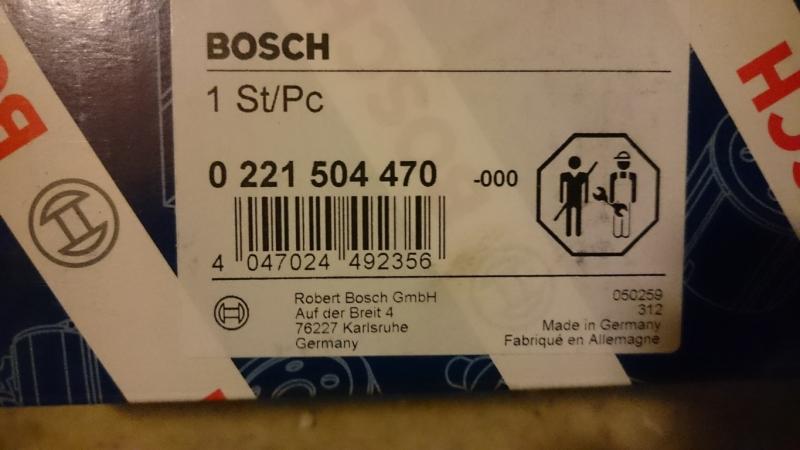 BOSCH
1 St/Pc
0 221 504 470 -000
4 047024 492356
Robert Bosch GmbH
Auf der Breit 4
76227 Karlsruhe
Germany
050259
312
Made in Germany
Fabriqué en Allemagne